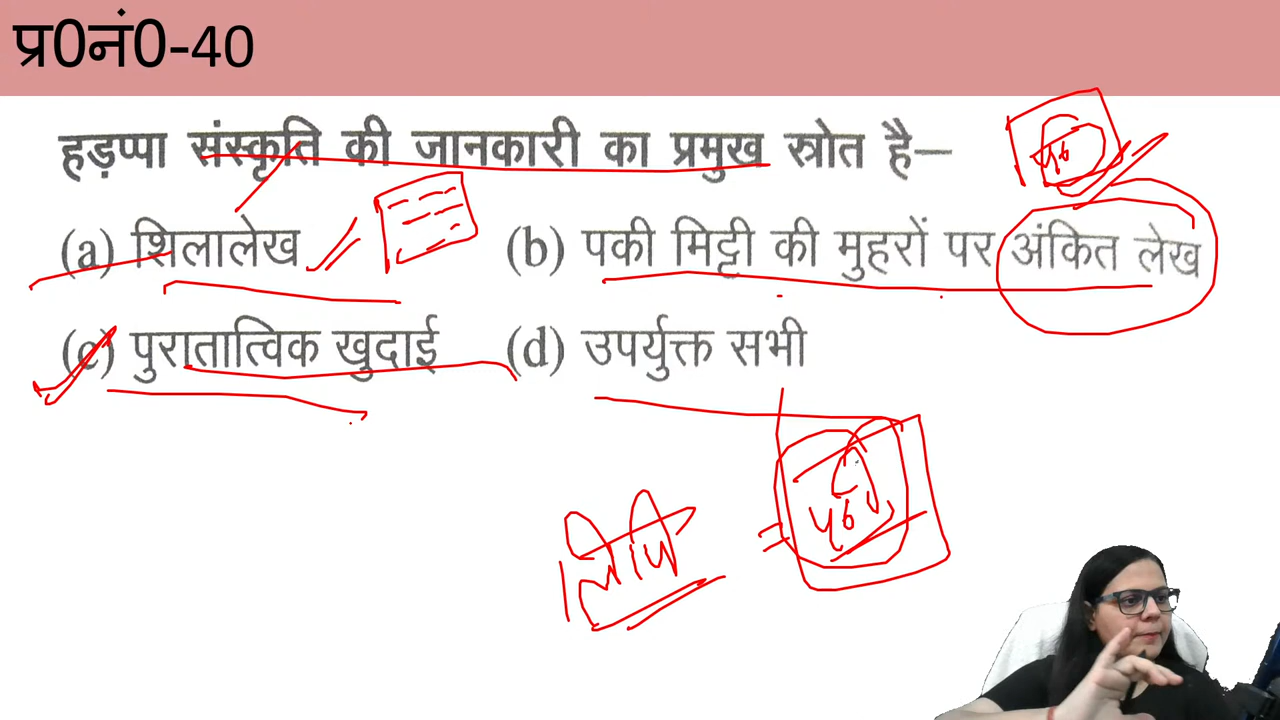 प्र0नं0-40
हड़प्पा संस्कृति की जानकारी का प्रमुख स्रोत है—
(a) शिलालेख (b) पकी मिट्टी की मुहरों पर अंकित लेख
(c) पुरातात्विक खुदाई (d) उपर्युक्त सभी
लिपि